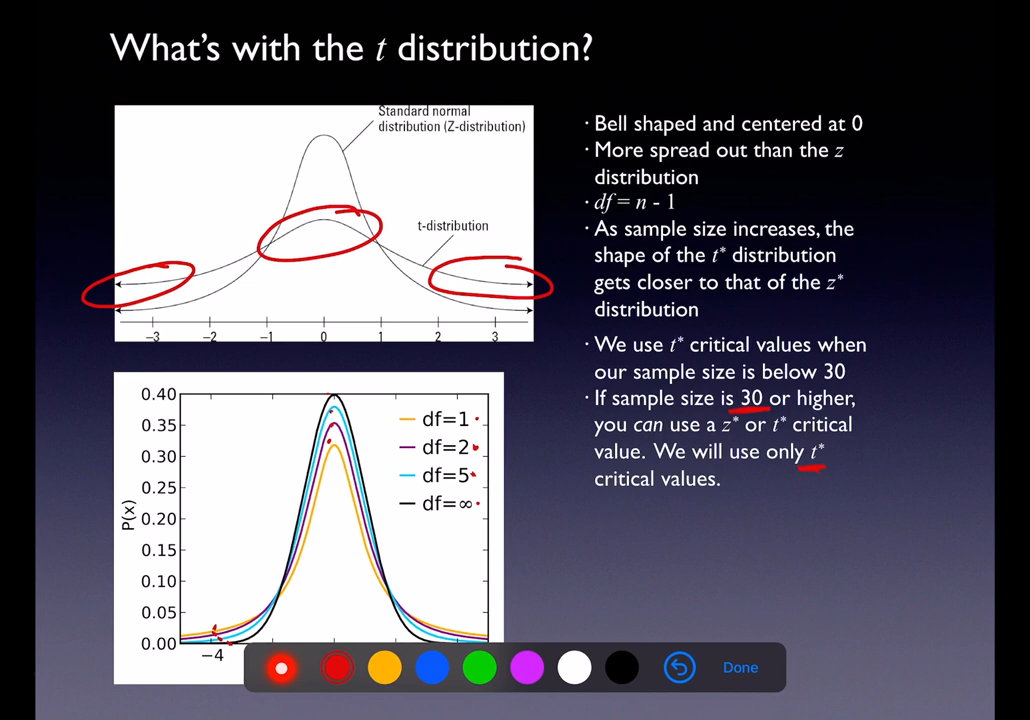 What's with the t distribution?
Standard normal
distribution (Z-distribution)
t-distribution
−3 −2 −1 0 1 2 3
· Bell shaped and centered at 0
· More spread out than the z
distribution
· df = n - 1
· As sample size increases, the
shape of the t* distribution
gets closer to that of the z*
distribution
· We use t* critical values when
our sample size is below 30
· If sample size is 30 or higher,
you can use a z* or t* critical
value. We will use only t*
critical values.
P(x)
0.40
0.35
0.30
0.25
0.20
0.15
0.10
0.05
0.00
−4
df=1
df=2
df=5
df=∞
Done